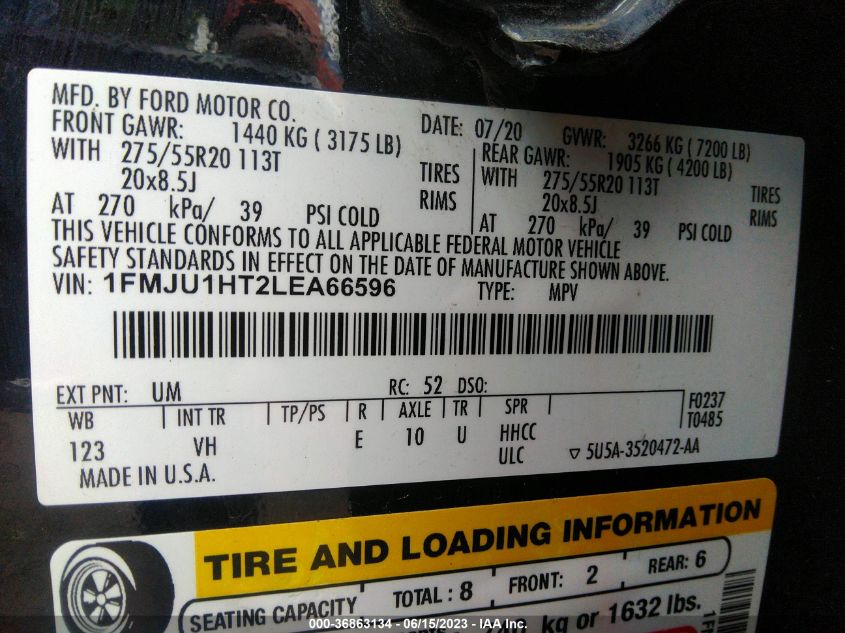 MFD. BY FORD MOTOR CO.
DATE: 07/20 GVWR: 3266 KG ( 7200 LB)
FRONT GAWR: 1440 KG ( 3175 LB)
WITH 275/55R20 113T TIRES
20x8.5J RIMS
AT 270 kPa/ 39 PSI COLD
REAR GAWR: 1905 KG ( 4200 LB)
WITH 275/55R20 113T TIRES
20x8.5J RIMS
AT 270 kPa/ 39 PSI COLD
THIS VEHICLE CONFORMS TO ALL APPLICABLE FEDERAL MOTOR VEHICLE
SAFETY STANDARDS IN EFFECT ON THE DATE OF MANUFACTURE SHOWN ABOVE.
VIN: 1FMJU1HT2LEA66596 TYPE: MPV
EXT PNT: UM RC: 52 DSO:
WB INT TR TP/PS R AXLE TR SPR
123 VH E 10 U HHCC
ULC
F0237
T0485
MADE IN U.S.A. ▽ 5U5A-3520472-AA
TIRE AND LOADING INFORMATION
SEATING CAPACITY TOTAL : 8 FRONT: 2 REAR: 6
kg or 1632 lbs.
000-36863134 - 06/15/2023 - IAA Inc.